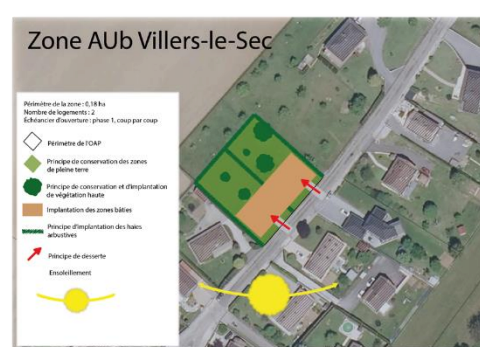 Zone AUb Villers-le-Sec
Périmètre de la zone : 0,18 ha
Nombre de logements : 2
Échéancier d'ouverture : phase 1, coup par coup
Périmètre de l'OAP
Principe de conservation des zones
de pleine terre
Principe de conservation et d'implantation
de végétation haute
Implantation des zones bâties
Principe d'implantation des haies
arbustives
Principe de desserte
Ensoleillement